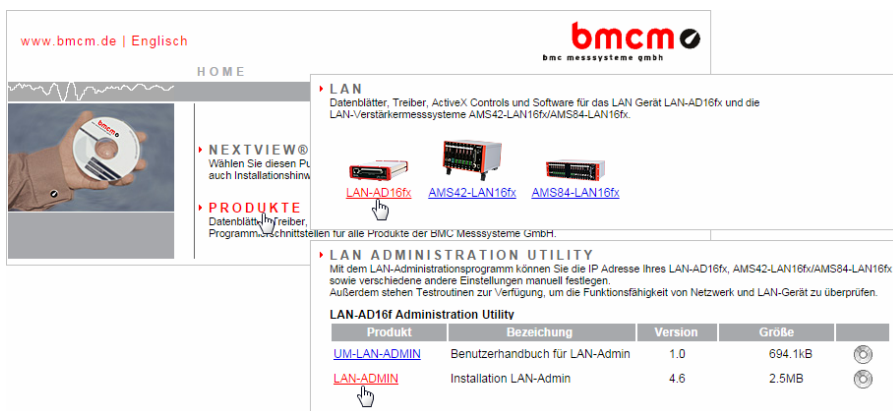 www.bmcm.de | Englisch
bmcm
bmc messsysteme gmbh
HOME
LAN
Datenblätter, Treiber, ActiveX Controls und Software für das LAN Gerät LAN-AD16fx und die
LAN-Verstärkermesssysteme AMS42-LAN16fx/AMS84-LAN16fx.
LAN-AD16fx AMS42-LAN16fx AMS84-LAN16fx
bmcm
NEXTVIEW®
Wählen Sie diesen Pu
auch Installationshinw
PRODUKTE
Datenblätter, Treiber,
Programmierschnittstellen für alle Produkte der BMC Messsysteme GmbH.
LAN ADMINISTRATION UTILITY
Mit dem LAN-Administrationsprogramm können Sie die IP Adresse Ihres LAN-AD16fx, AMS42-LAN16fx/AMS84-LAN16fx
sowie verschiedene andere Einstellungen manuell festlegen.
Außerdem stehen Testroutinen zur Verfügung, um die Funktionsfähigkeit von Netzwerk und LAN-Gerät zu überprüfen.
LAN-AD16f Administration Utility
Produkt Bezeichung Version Größe
UM-LAN-ADMIN Benutzerhandbuch für LAN-Admin 1.0 694.1kB
LAN-ADMIN Installation LAN-Admin 4.6 2.5MB